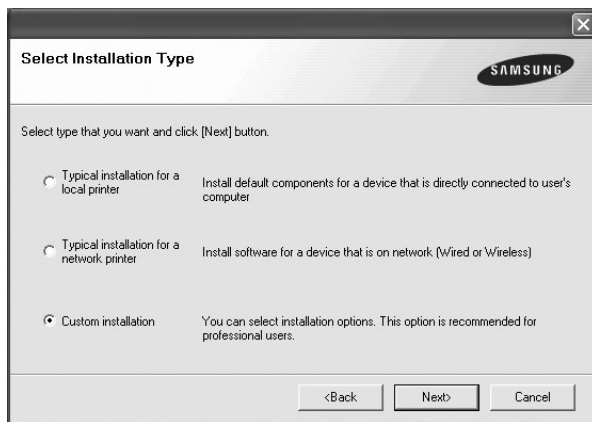 Select Installation Type
SAMSUNG
Select type that you want and click [Next] button.
Typical installation for a
local printer
Install default components for a device that is directly connected to user's
computer
Typical installation for a
network printer
Install software for a device that is on network (Wired or Wireless)
Custom installation
You can select installation options. This option is recommended for
professional users.
<Back
Next>
Cancel